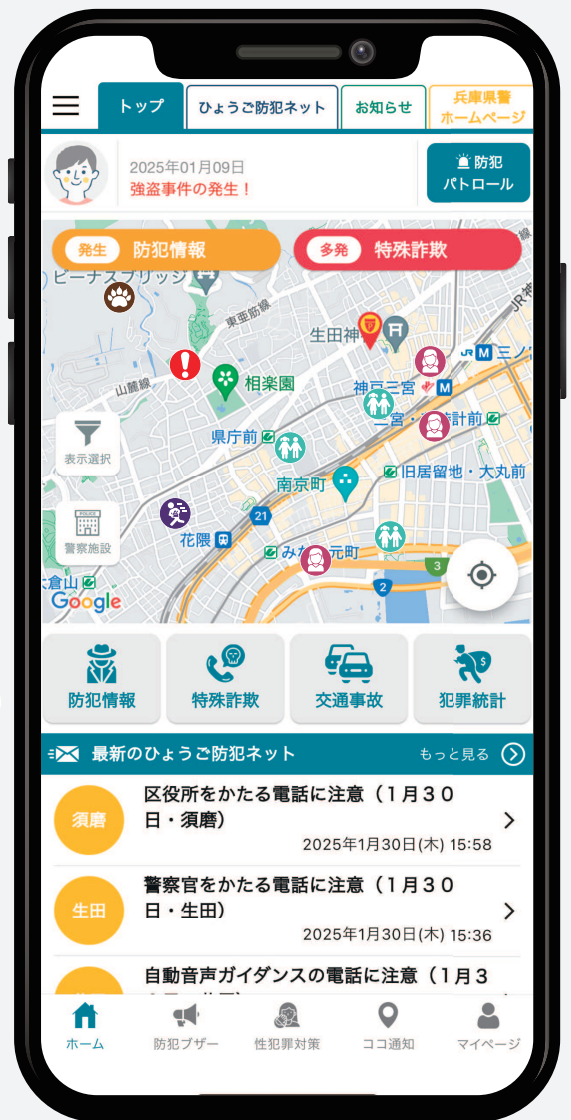 トップ
ひょうご防犯ネット
お知らせ
兵庫県警
ホームページ
2025年01月09日
強盗事件の発生！
防犯
パトロール
発生 防犯情報
多発 特殊詐欺
ビーナスブリッジ
東亜筋線
JR神
生田神
山麓線
相楽園
JR M 三ノ
神戸三宮 M
県庁前
計前
表示選択
南京町
旧居留地・大丸前
POLICE
警察施設
21
花隈
元町
3
倉山
2
Google
防犯情報
特殊詐欺
交通事故
犯罪統計
最新のひょうご防犯ネット
もっと見る
須磨
区役所をかたる電話に注意（1月３０
日・須磨）
2025年1月30日(木) 15:58
生田
警察官をかたる電話に注意（1月３０
日・生田）
2025年1月30日(木) 15:36
自動音声ガイダンスの電話に注意（1月３
ホーム
防犯ブザー
性犯罪対策
ココ通知
マイページ